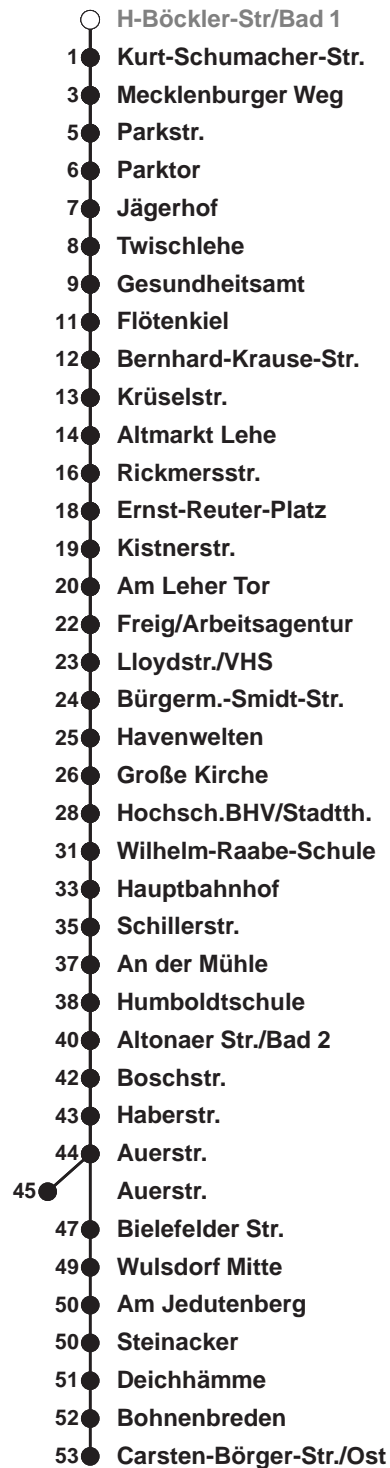 H-Böckler-Str/Bad 1
1 Kurt-Schumacher-Str.
3 Mecklenburger Weg
5 Parkstr.
6 Parktor
7 Jägerhof
8 Twischlehe
9 Gesundheitsamt
11 Flötenkiel
12 Bernhard-Krause-Str.
13 Krüselstr.
14 Altmarkt Lehe
16 Rickmersstr.
18 Ernst-Reuter-Platz
19 Kistnerstr.
20 Am Leher Tor
22 Freig/Arbeitsagentur
23 Lloydstr./VHS
24 Bürgerm.-Smidt-Str.
25 Havenwelten
26 Große Kirche
28 Hochsch.BHV/Stadtth.
31 Wilhelm-Raabe-Schule
33 Hauptbahnhof
35 Schillerstr.
37 An der Mühle
38 Humboldtschule
40 Altonaer Str./Bad 2
42 Boschstr.
43 Haberstr.
44 Auerstr.
45 Auerstr.
47 Bielefelder Str.
49 Wulsdorf Mitte
50 Am Jedutenberg
50 Steinacker
51 Deichhämme
52 Bohnenbreden
53 Carsten-Börger-Str./Ost